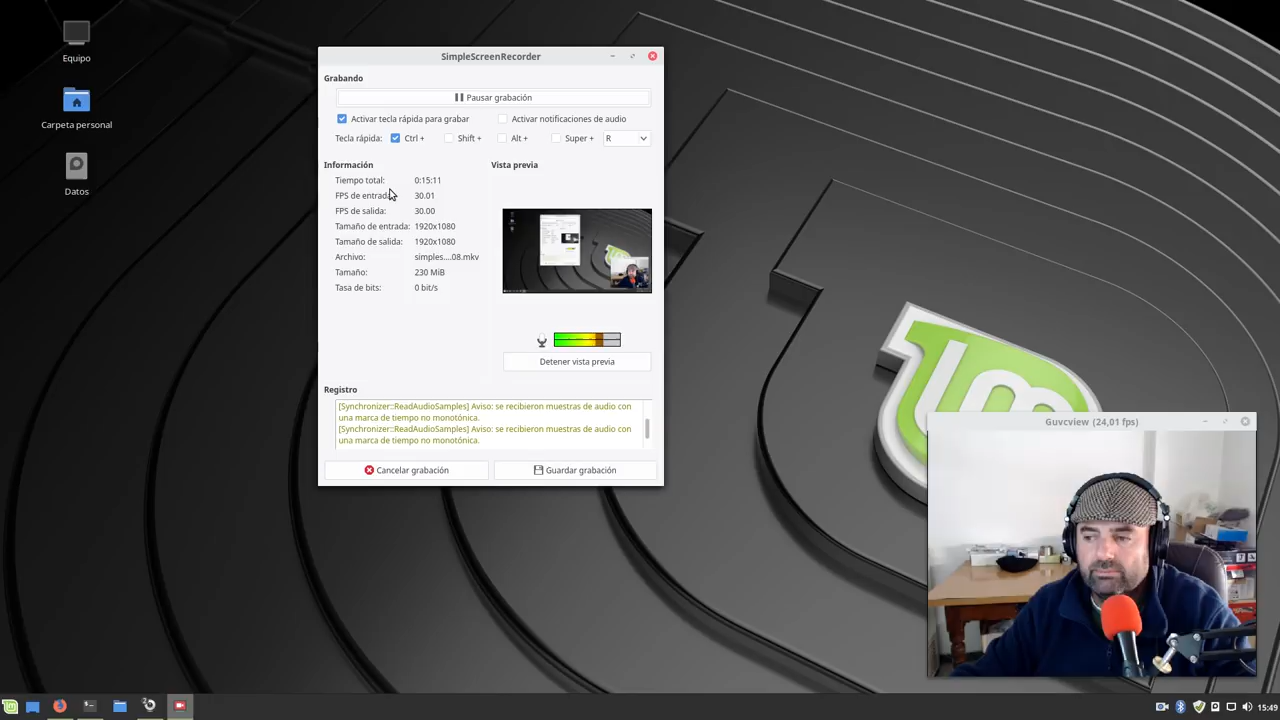 Equipo
Carpeta personal
Datos
SimpleScreenRecorder
Grabando
Pausar grabación
Activar tecla rápida para grabar
Activar notificaciones de audio
Tecla rápida: Ctrl + Shift + Alt + Super + R
Información
Tiempo total: 0:15:11
FPS de entrada: 30.01
FPS de salida: 30.00
Tamaño de entrada: 1920x1080
Tamaño de salida: 1920x1080
Archivo: simples....08.mkv
Tamaño: 230 MiB
Tasa de bits: 0 bit/s
Vista previa
Detener vista previa
Registro
[Synchronizer::ReadAudioSamples] Aviso: se recibieron muestras de audio con
una marca de tiempo no monotónica.
[Synchronizer::ReadAudioSamples] Aviso: se recibieron muestras de audio con
una marca de tiempo no monotónica.
Cancelar grabación
Guardar grabación
Guvcview (24,01 fps)
15:49